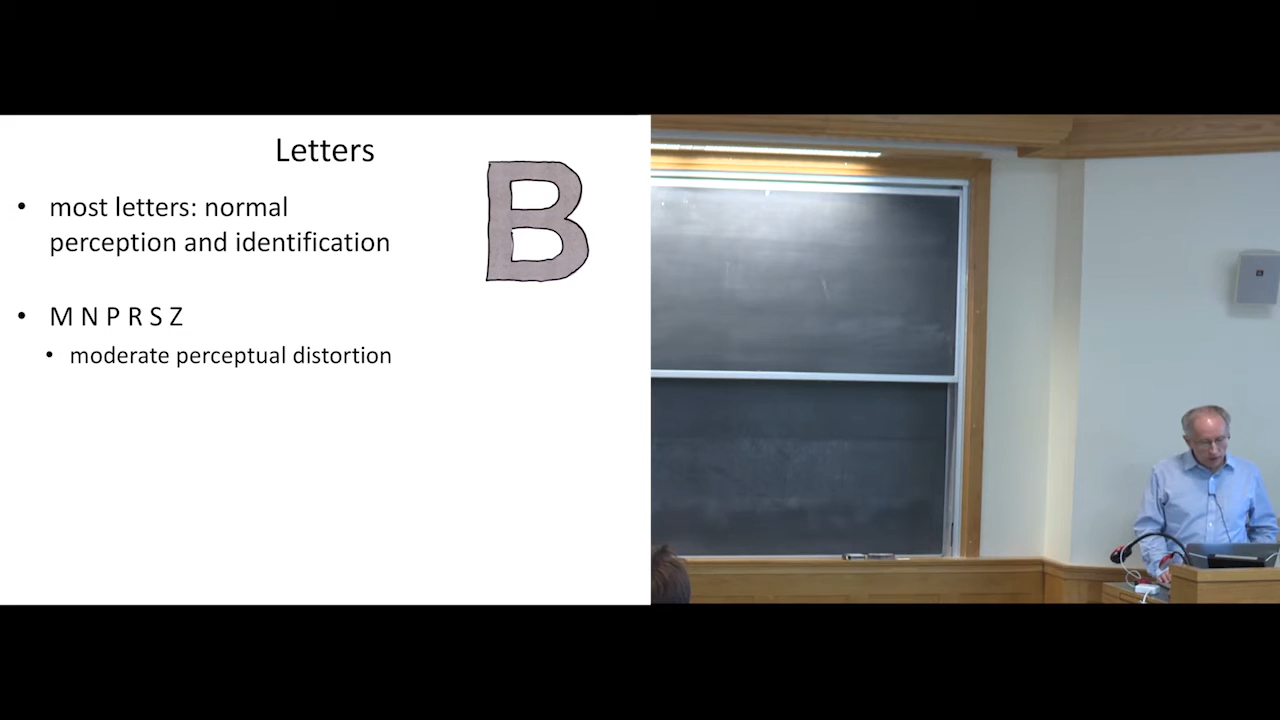 Letters
B
• most letters: normal
perception and identification
• M N P R S Z
• moderate perceptual distortion